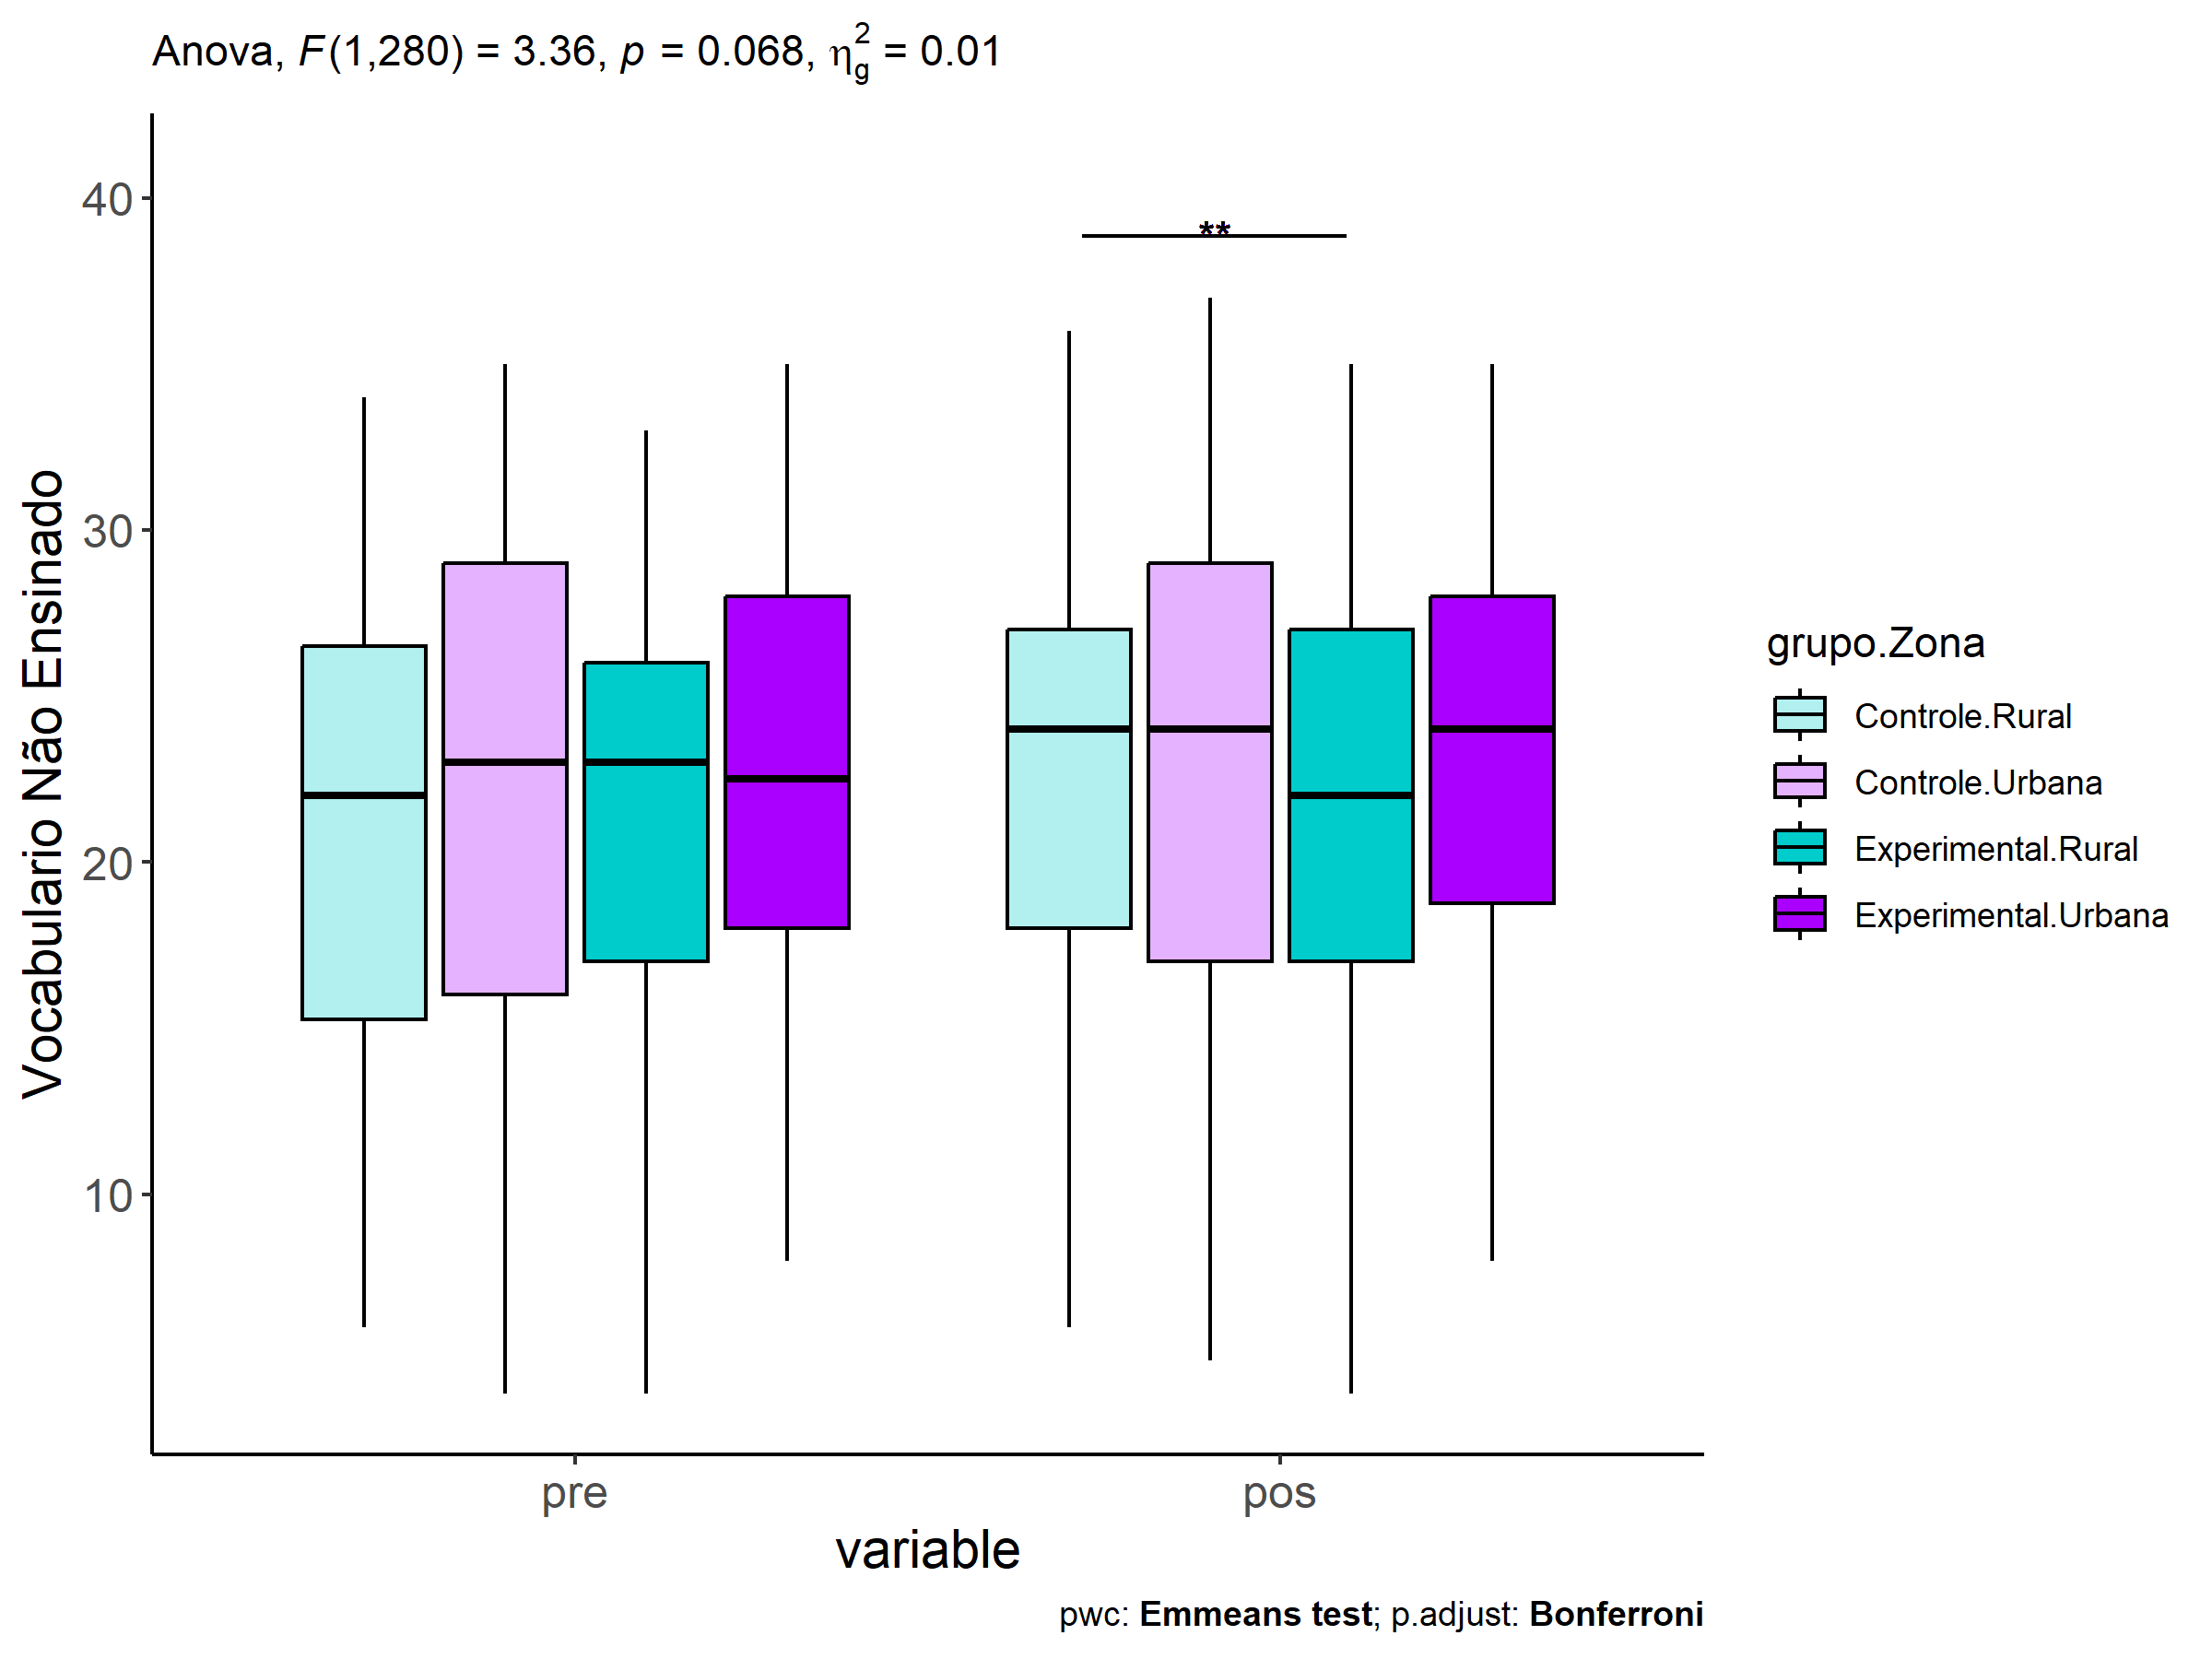 Anova, F(1,280) = 3.36, p = 0.068, η²g = 0.01
Vocabulario Não Ensinado
40
30
20
10
**
pre
pos
variable
grupo.Zona
Controle.Rural
Controle.Urbana
Experimental.Rural
Experimental.Urbana
pwc: Emmeans test; p.adjust: Bonferroni